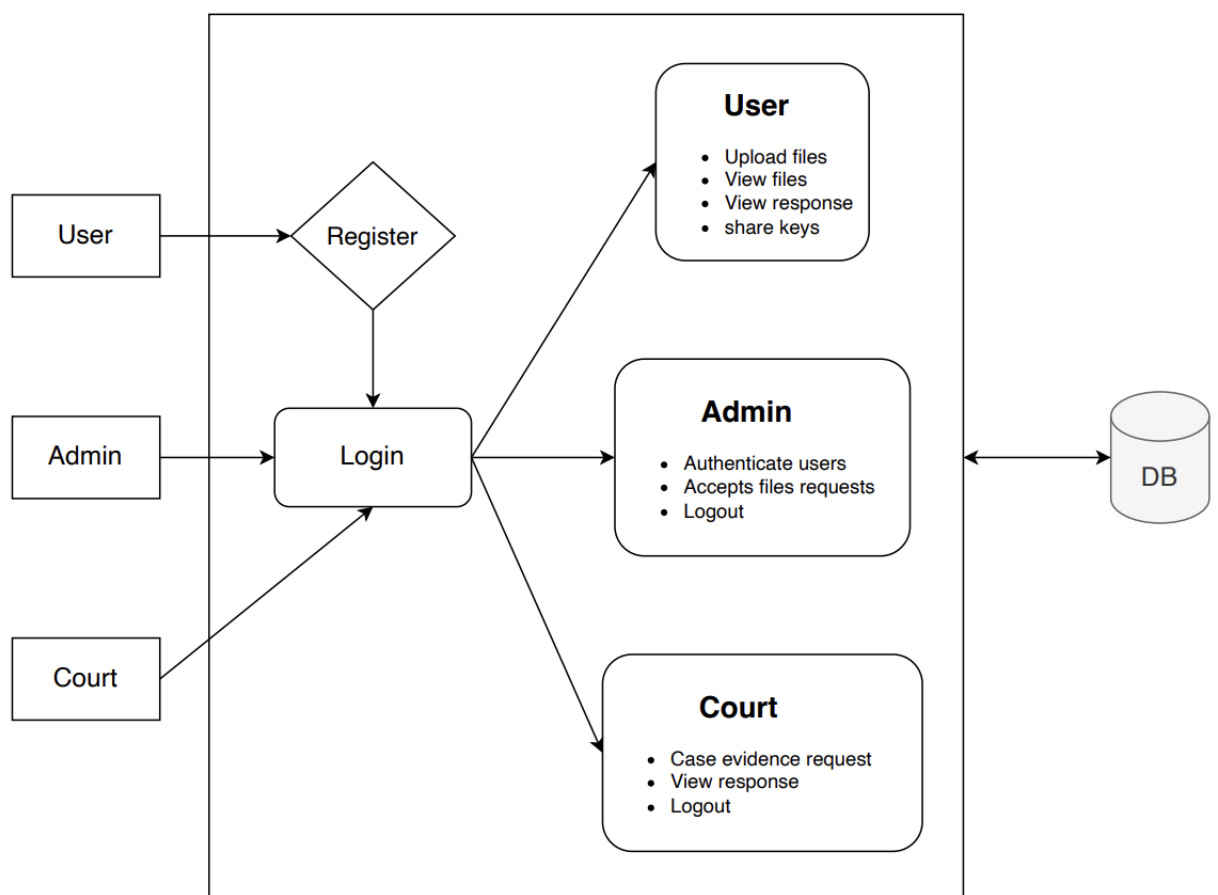 User
Register
Admin
Login
Court
User
Upload files
View files
View response
share keys
Admin
Authenticate users
Accepts files requests
Logout
Court
Case evidence request
View response
Logout
DB